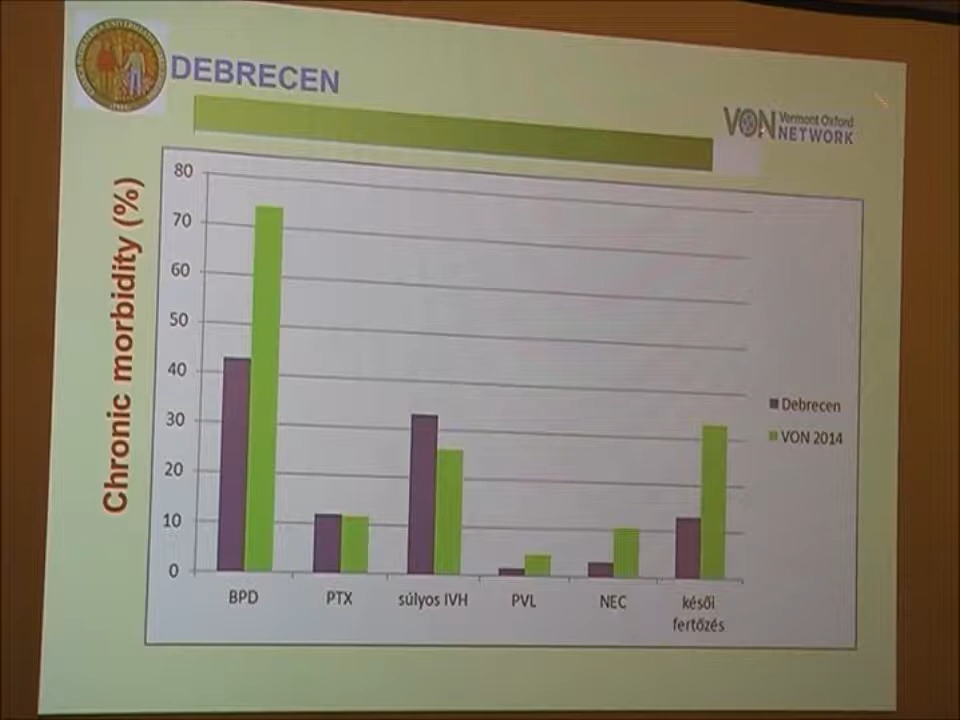 DEBRECEN
VON Vermont Oxford
NETWORK
Chronic morbidity (%)
80
70
60
50
40
30
20
10
0
BPD
PTX
súlyos IVH
PVL
NEC
késői
fertőzés
Debrecen
VON 2014